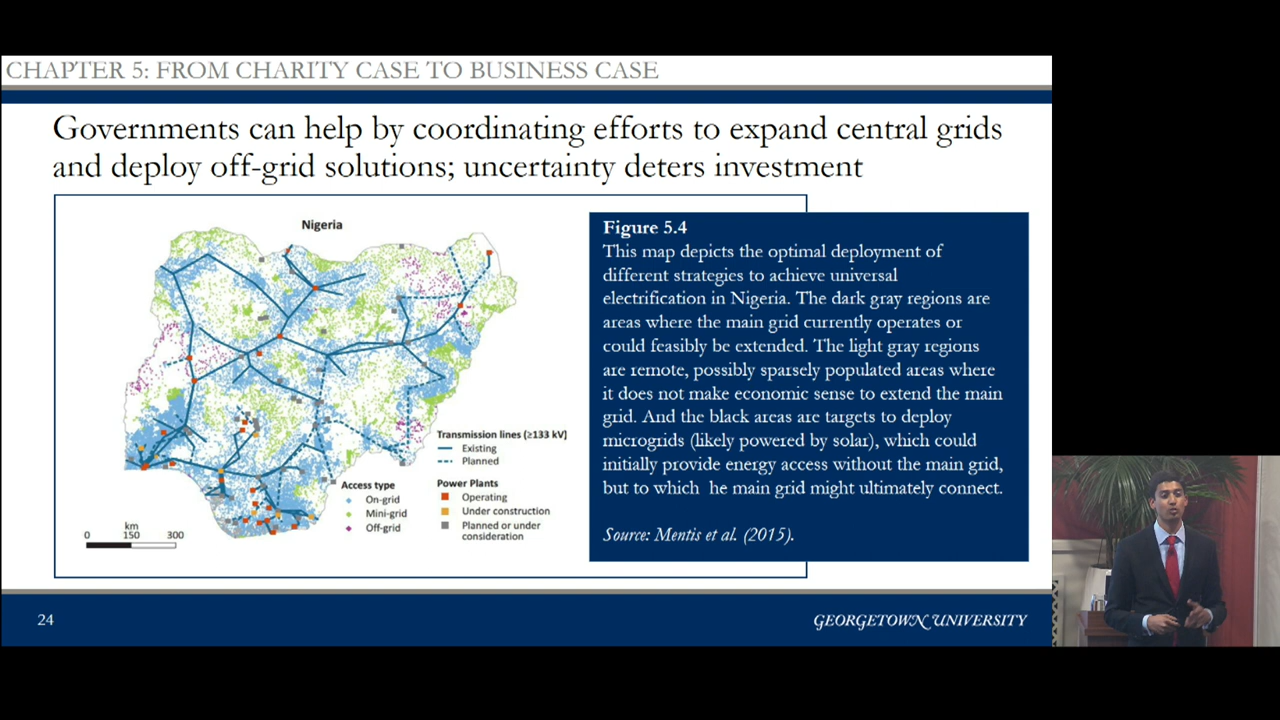 CHAPTER 5: FROM CHARITY CASE TO BUSINESS CASE
Governments can help by coordinating efforts to expand central grids
and deploy off-grid solutions; uncertainty deters investment
Nigeria
Transmission lines (≥133 kV)
Existing
Planned
Access type
On-grid
Mini-grid
Off-grid
Power Plants
Operating
Under construction
Planned or under
consideration
km
0 150 300
Figure 5.4
This map depicts the optimal deployment of
different strategies to achieve universal
electrification in Nigeria. The dark gray regions are
areas where the main grid currently operates or
could feasibly be extended. The light gray regions
are remote, possibly sparsely populated areas where
it does not make economic sense to extend the main
grid. And the black areas are targets to deploy
microgrids (likely powered by solar), which could
initially provide energy access without the main grid,
but to which he main grid might ultimately connect.
Source: Mentis et al. (2015).
24
GEORGETOWN UNIVERSITY